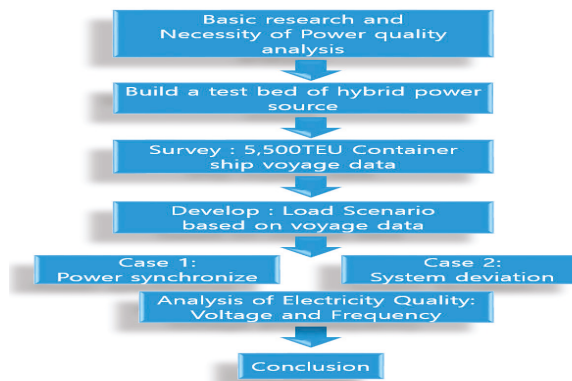 Basic research and
Necessity of Power quality
analysis
Build a test bed of hybrid power
source
Survey : 5,500TEU Container
ship voyage data
Develop : Load Scenario
based on voyage data
Case 1:
Power synchronize
Case 2:
System deviation
Analysis of Electricity Quality:
Voltage and Frequency
Conclusion